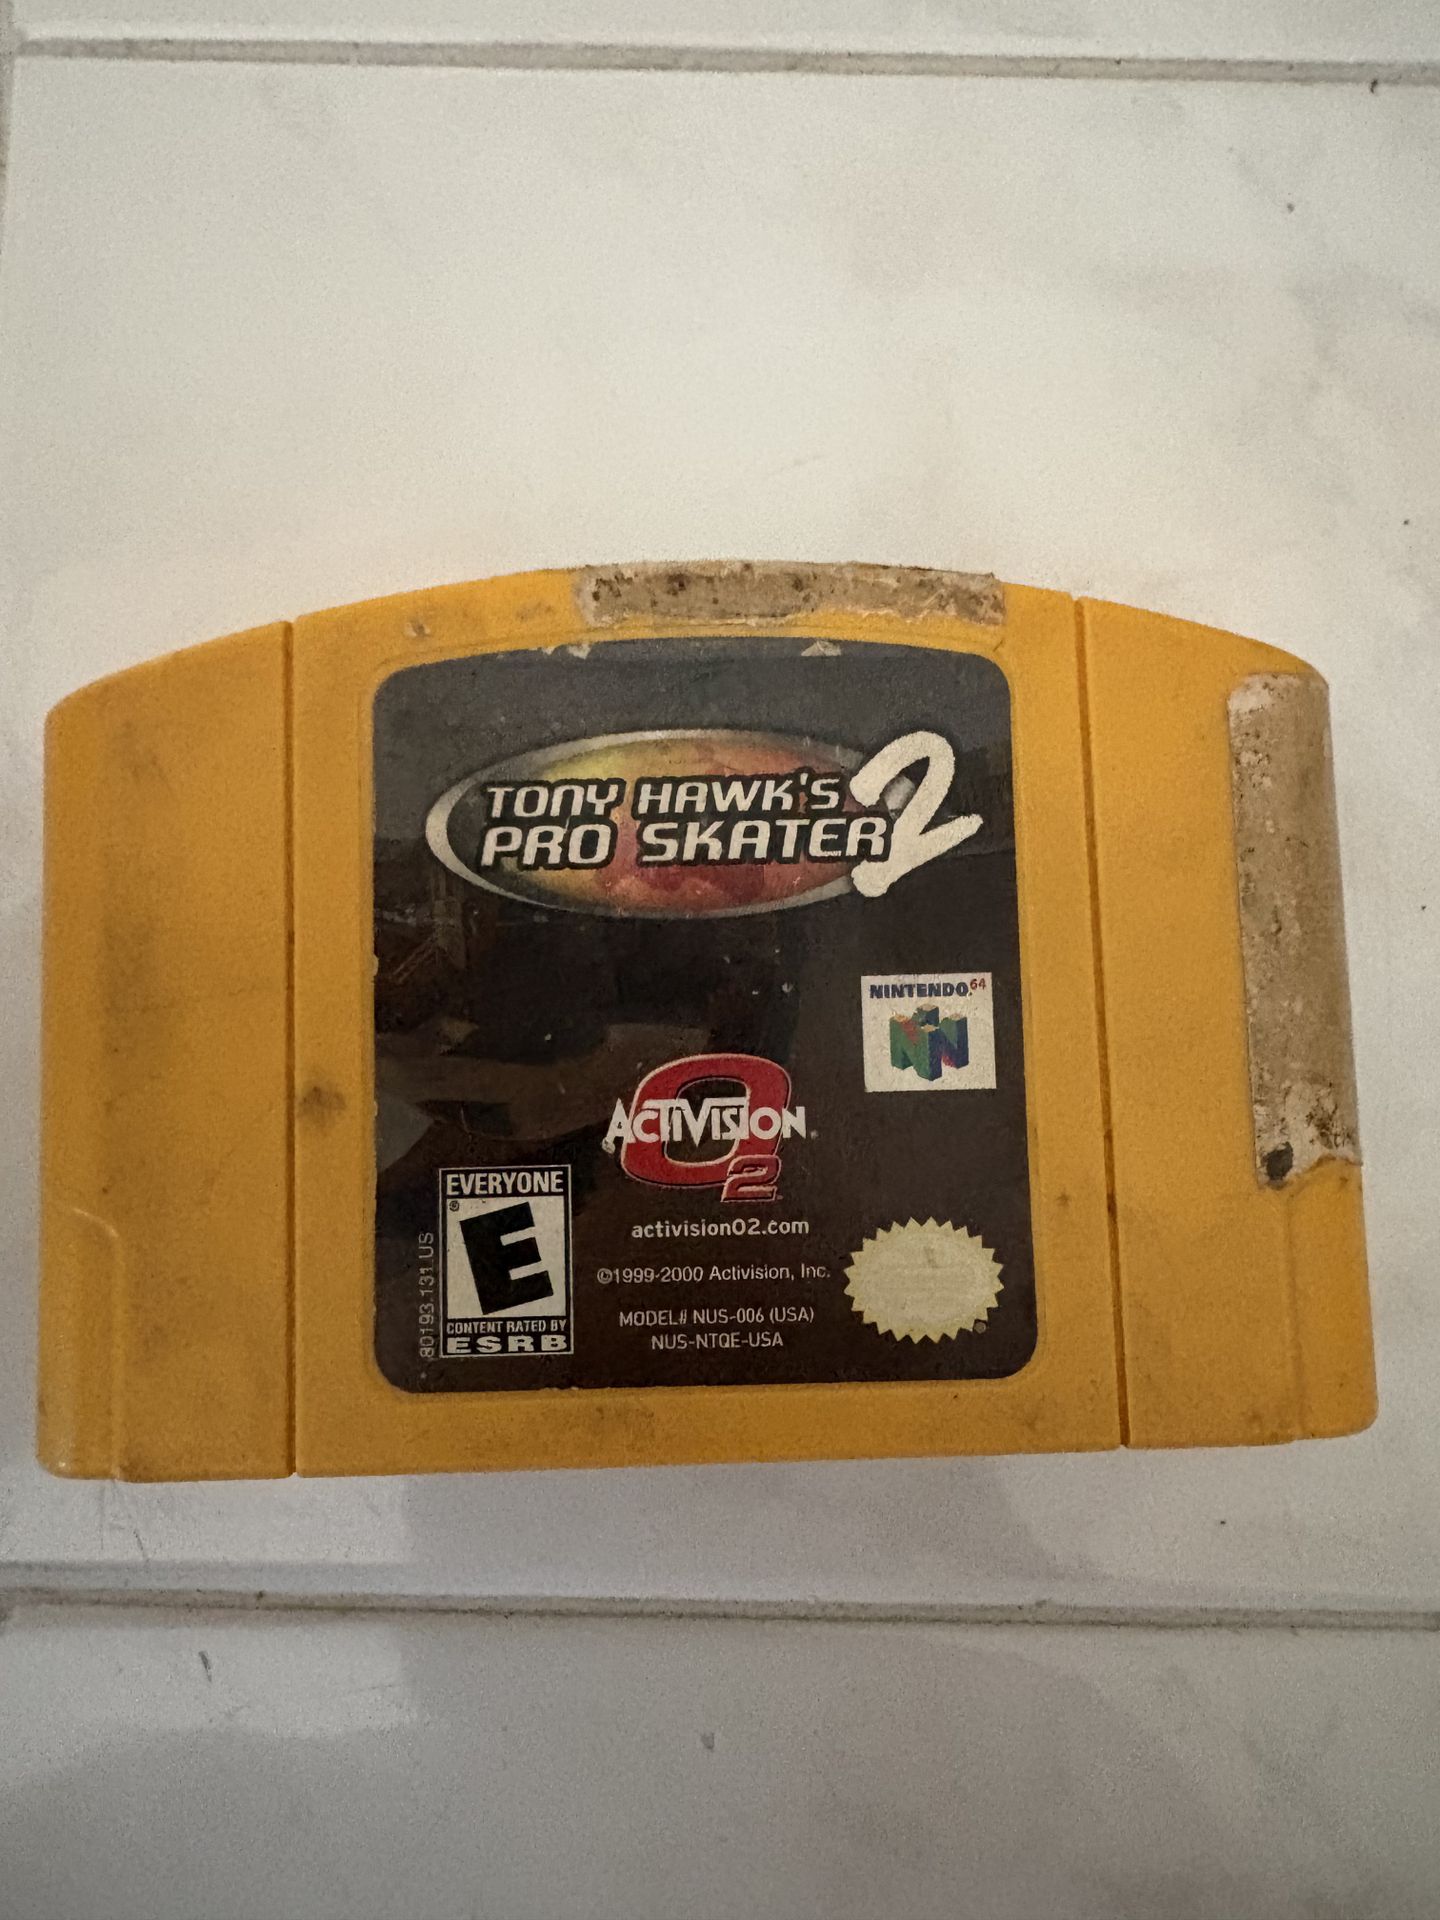 TONY HAWK'S
PRO SKATER 2
NINTENDO64
ACTIVISION
O2
EVERYONE
E
CONTENT RATED BY
ESRB
80193.131.US
activisionO2.com
©1999-2000 Activision, Inc.
MODEL# NUS-006 (USA)
NUS-NTQE-USA